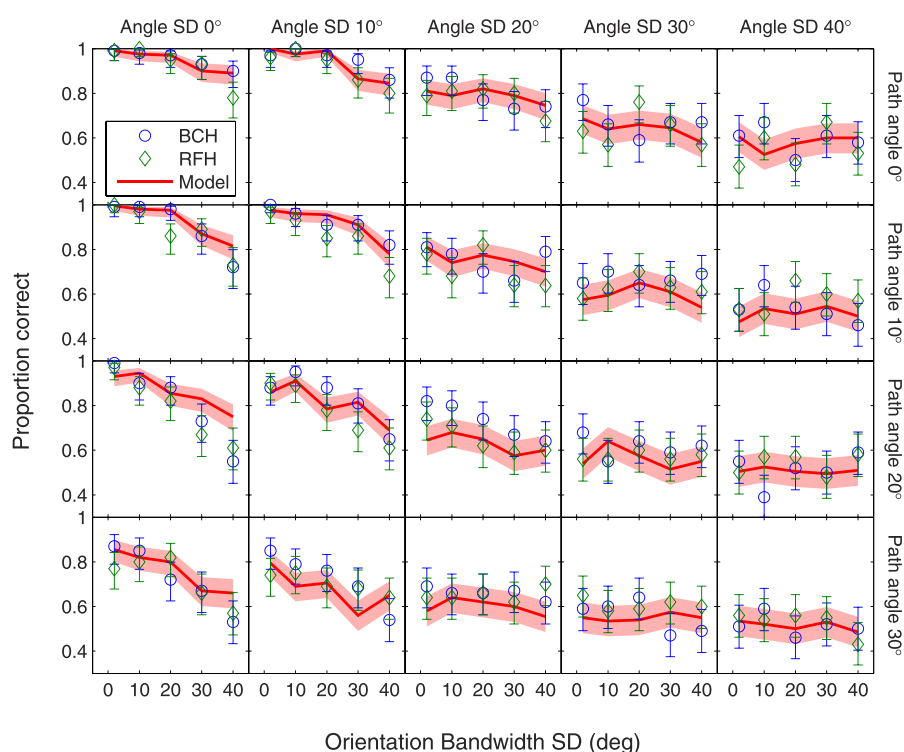 Angle SD 0° Angle SD 10° Angle SD 20° Angle SD 30° Angle SD 40°
1
0.8
0.6
0.4
BCH
RFH
Model
Path angle 0°
1
0.8
0.6
0.4
Path angle 10°
Proportion correct
1
0.8
0.6
0.4
Path angle 20°
1
0.8
0.6
0.4
Path angle 30°
0 10 20 30 40 0 10 20 30 40 0 10 20 30 40 0 10 20 30 40 0 10 20 30 40
Orientation Bandwidth SD (deg)